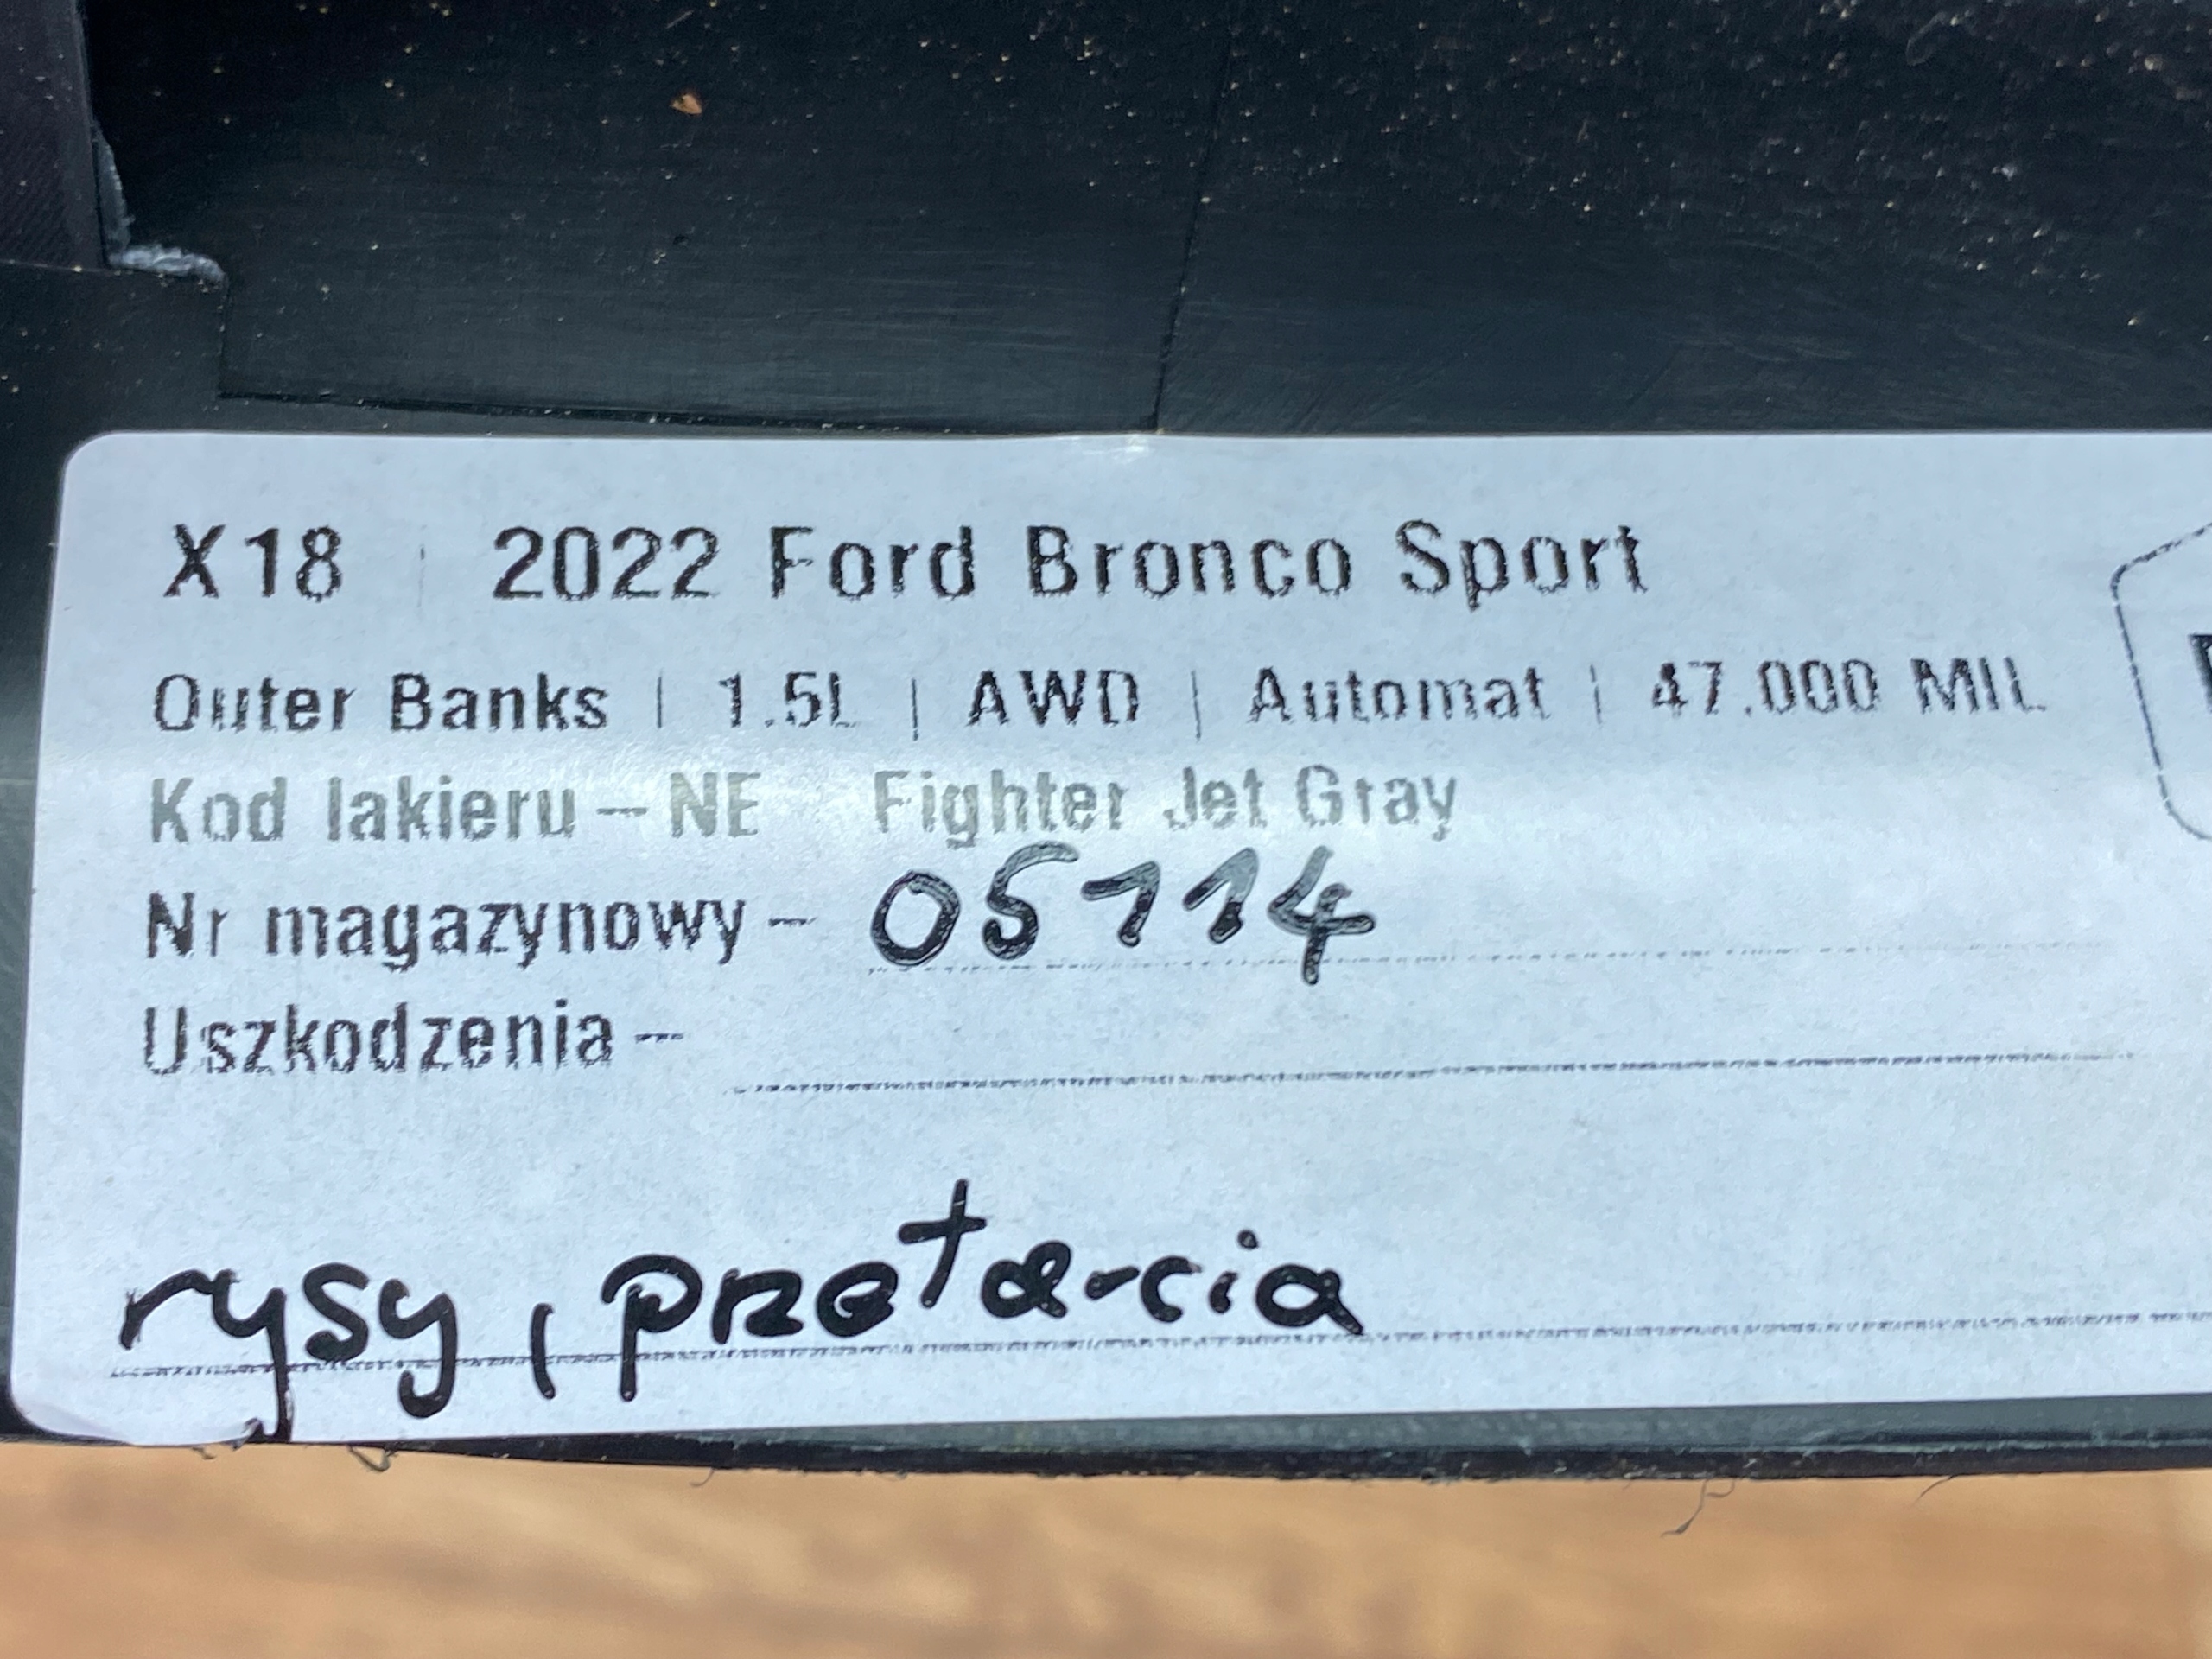 X18 | 2022 Ford Bronco Sport
Outer Banks | 1.5L | AWD | Automat | 47.000 MIL
Kod lakieru – NE Fighter Jet Gray
Nr magazynowy – 05114
Uszkodzenia –
rysy, przetarcia